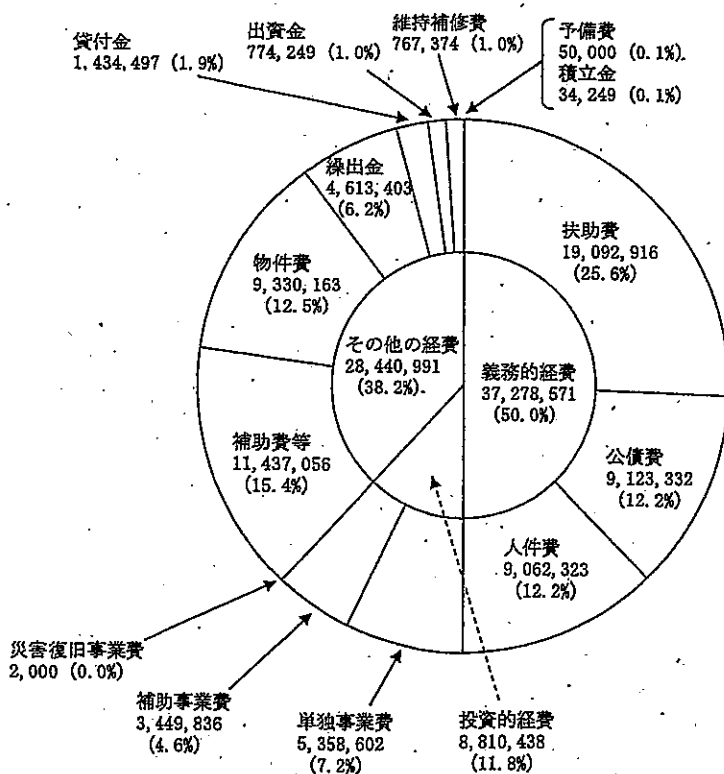 貸付金
1,434,497 (1.9%)
出資金
774,249 (1.0%)
維持補修費
767,374 (1.0%)
予備費
50,000 (0.1%)
積立金
34,249 (0.1%)
繰出金
4,613,403
(6.2%)
扶助費
19,092,916
(25.6%)
物件費
9,330,163
(12.5%)
その他の経費
28,440,991
(38.2%)
義務的経費
37,278,571
(50.0%)
補助費等
11,437,056
(15.4%)
公債費
9,123,332
(12.2%)
人件費
9,062,323
(12.2%)
災害復旧事業費
2,000 (0.0%)
補助事業費
3,449,836
(4.6%)
単独事業費
5,358,602
(7.2%)
投資的経費
8,810,438
(11.8%)